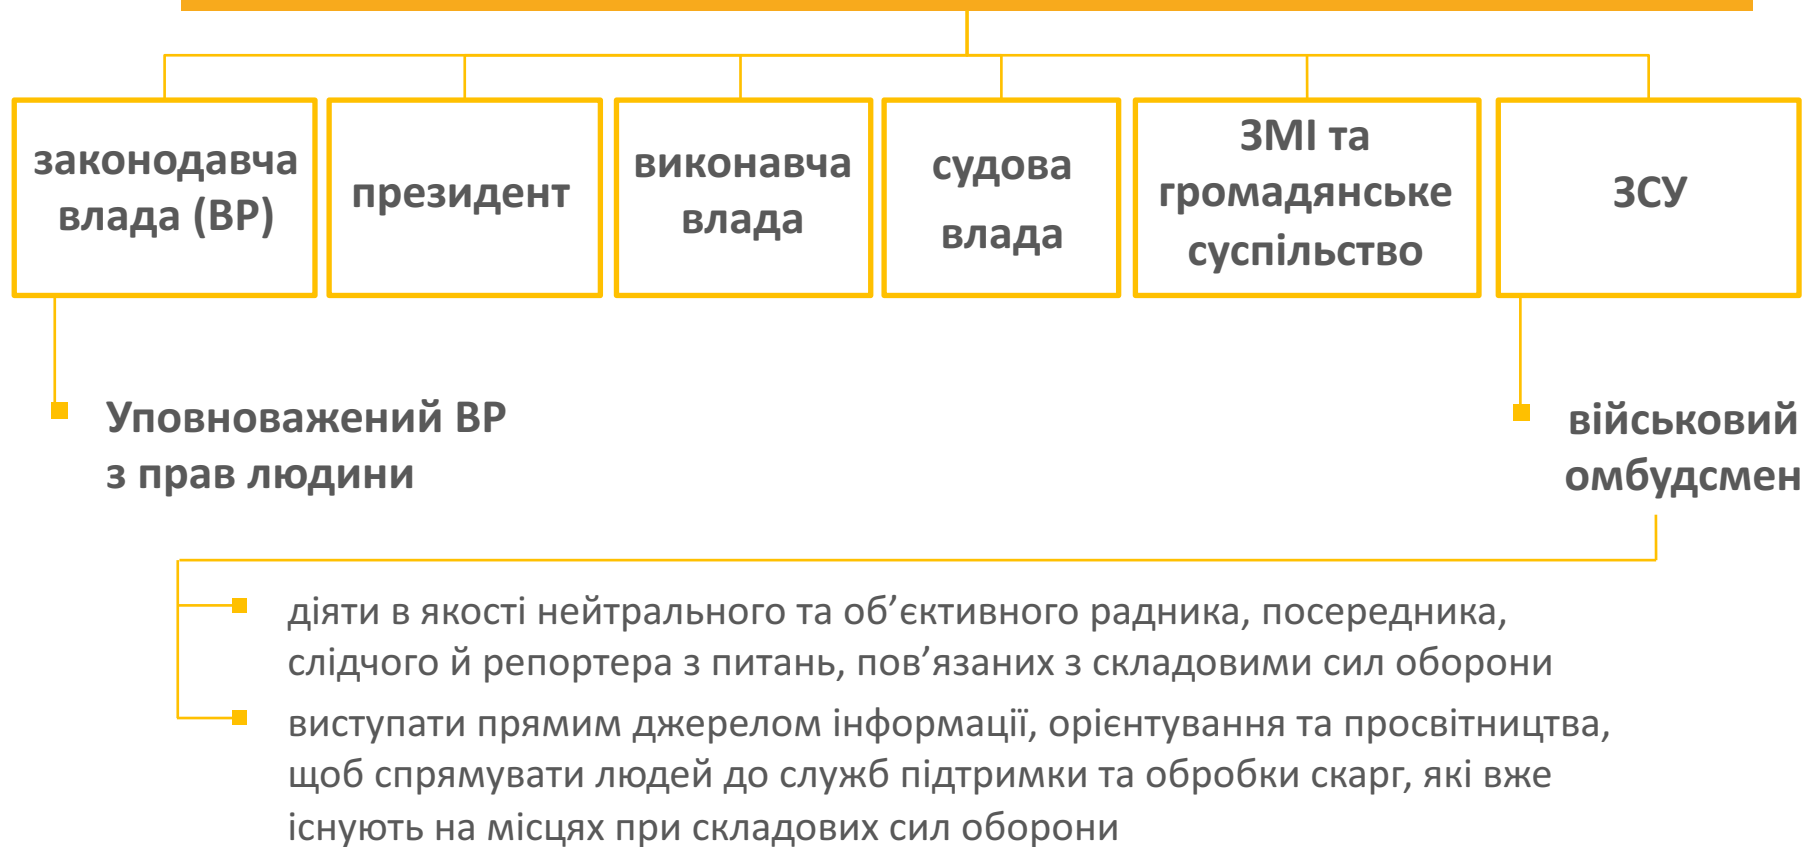 законодавча
влада (ВР)
президент
виконавча
влада
судова
влада
ЗМІ та
громадянське
суспільство
ЗСУ
Уповноважений ВР
з прав людини
військовий
омбудсмен
діяти в якості нейтрального та об’єктивного радника, посередника,
слідчого й репортера з питань, пов’язаних з складовими сил оборони
виступати прямим джерелом інформації, орієнтування та просвітництва,
щоб спрямувати людей до служб підтримки та обробки скарг, які вже
існують на місцях при складових сил оборони